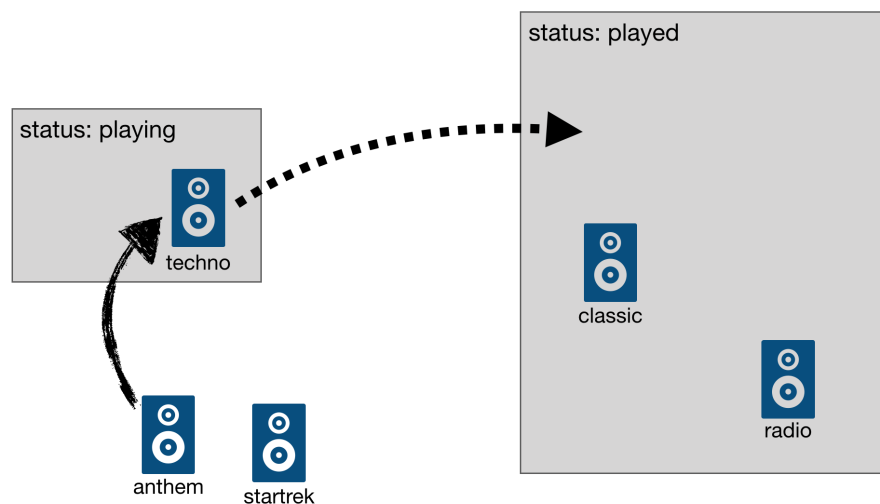 status: played
status: playing
techno
classic
radio
anthem
startrek